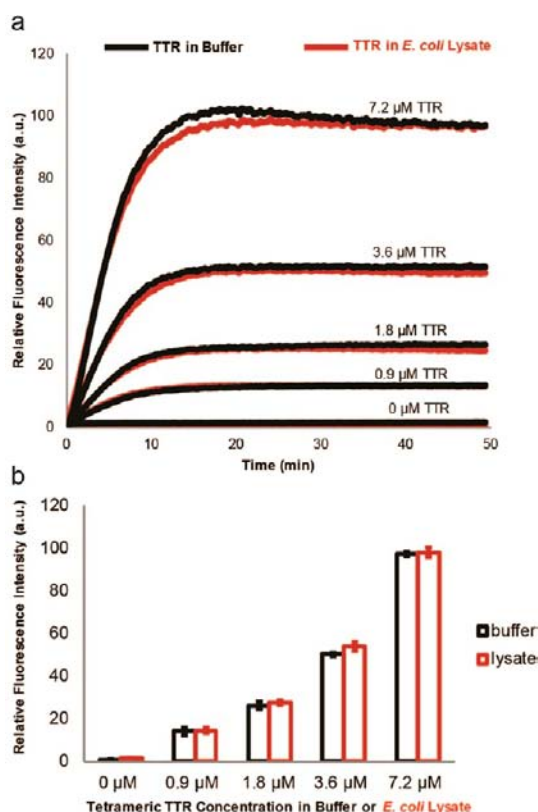 a
TTR in Buffer
TTR in E. coli Lysate
Relative Fluorescence Intensity (a.u.)
120
100
80
60
40
20
0
7.2 µM TTR
3.6 µM TTR
1.8 µM TTR
0.9 µM TTR
0 µM TTR
0 10 20 30 40 50
Time (min)
b
Relative Fluorescence Intensity (a.u.)
120
100
80
60
40
20
0
buffer
lysate
0 µM 0.9 µM 1.8 µM 3.6 µM 7.2 µM
Tetrameric TTR Concentration in Buffer or E. coli Lysate